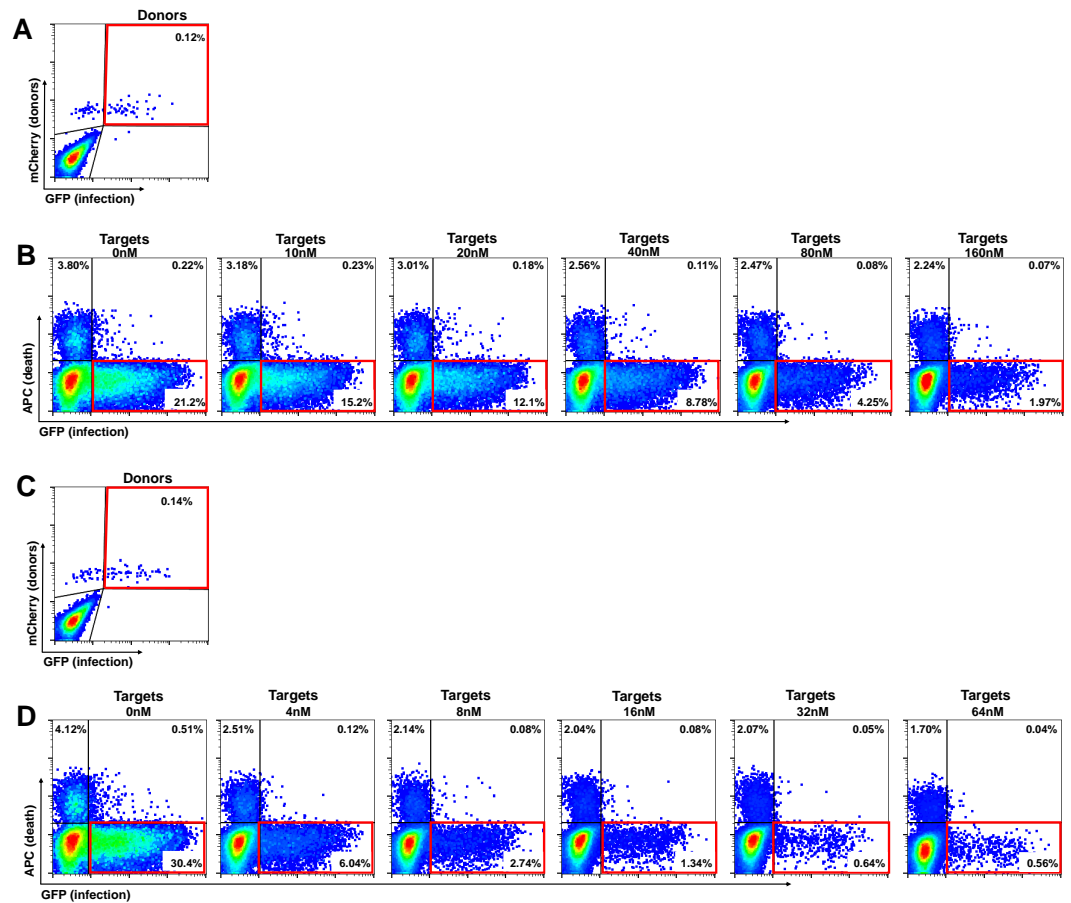 A
Donors
0.12%
mCherry (donors)
GFP (infection)
B
Targets
0nM
Targets
10nM
Targets
20nM
Targets
40nM
Targets
80nM
Targets
160nM
3.80% 0.22%
3.18% 0.23%
3.01% 0.18%
2.56% 0.11%
2.47% 0.08%
2.24% 0.07%
APC (death)
21.2%
15.2%
12.1%
8.78%
4.25%
1.97%
GFP (infection)
C
Donors
0.14%
mCherry (donors)
GFP (infection)
D
Targets
0nM
Targets
4nM
Targets
8nM
Targets
16nM
Targets
32nM
Targets
64nM
4.12% 0.51%
2.51% 0.12%
2.14% 0.08%
2.04% 0.08%
2.07% 0.05%
1.70% 0.04%
APC (death)
30.4%
6.04%
2.74%
1.34%
0.64%
0.56%
GFP (infection)